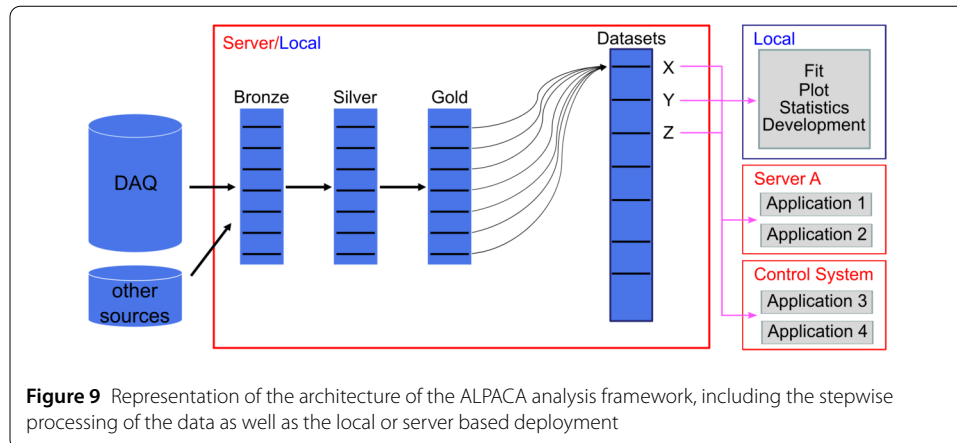 Server/Local
Datasets
Local
Bronze
Silver
Gold
X
Y
Z
Fit
Plot
Statistics
Development
DAQ
Server A
Application 1
Application 2
other
sources
Control System
Application 3
Application 4
Figure 9 Representation of the architecture of the ALPACA analysis framework, including the stepwise
processing of the data as well as the local or server based deployment